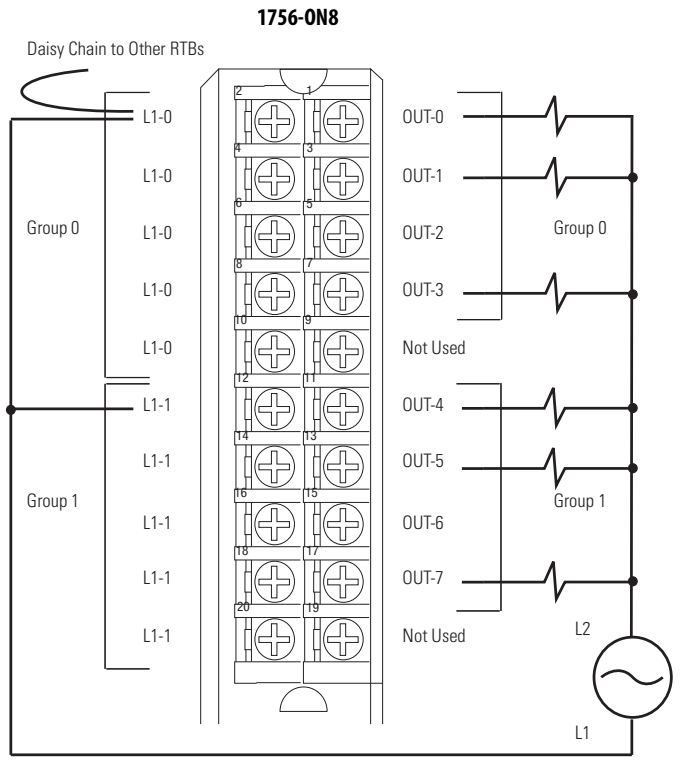 1756-ON8
Daisy Chain to Other RTBs
2 1
L1-0 OUT-0
4 3
L1-0 OUT-1
6 5
Group 0 L1-0 OUT-2 Group 0
8 7
L1-0 OUT-3
10 9
L1-0 Not Used
12 11
L1-1 OUT-4
14 13
L1-1 OUT-5
16 15
Group 1 Group 1
L1-1 OUT-6
18 17
L1-1 OUT-7
20 19
L1-1 Not Used
L2
L1